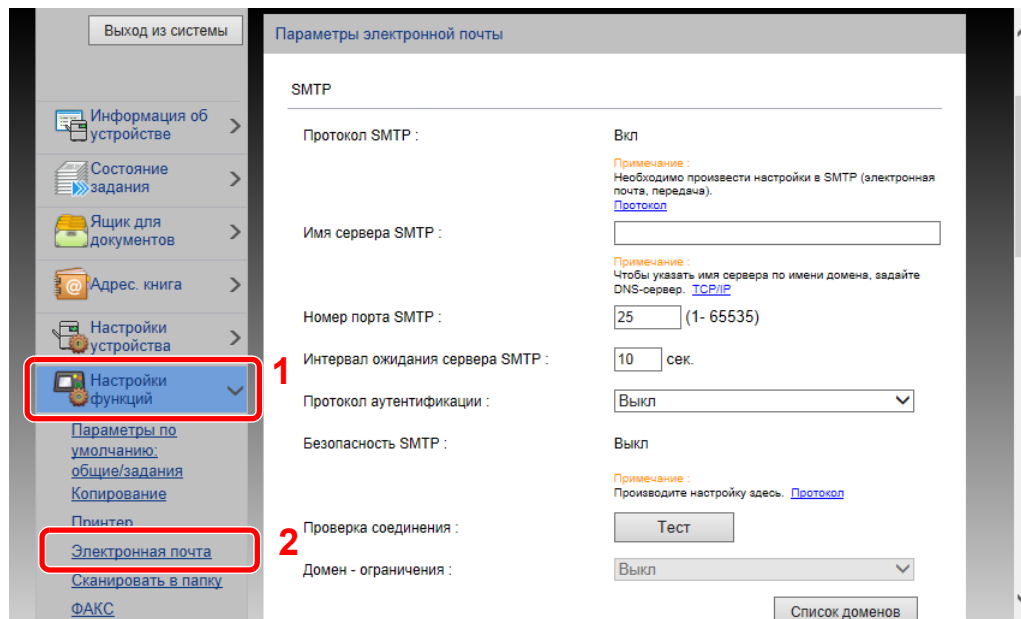 Выход из системы
Информация об
устройстве
Состояние
задания
Ящик для
документов
Адрес. книга
Настройки
устройства
Настройки
функций
1
Параметры по
умолчанию:
общие/задания
Копирование
Принтер
Электронная почта
2
Сканировать в папку
ФАКС
Параметры электронной почты
SMTP
Протокол SMTP :
Вкл
Примечание :
Необходимо произвести настройки в SMTP (электронная
почта, передача).
Протокол
Имя сервера SMTP :
Примечание :
Чтобы указать имя сервера по имени домена, задайте
DNS-сервер. TCP/IP
Номер порта SMTP :
25 (1- 65535)
Интервал ожидания сервера SMTP :
10 сек.
Протокол аутентификации :
Выкл
Безопасность SMTP :
Выкл
Примечание :
Производите настройку здесь. Протокол
Проверка соединения :
Тест
Домен - ограничения :
Выкл
Список доменов